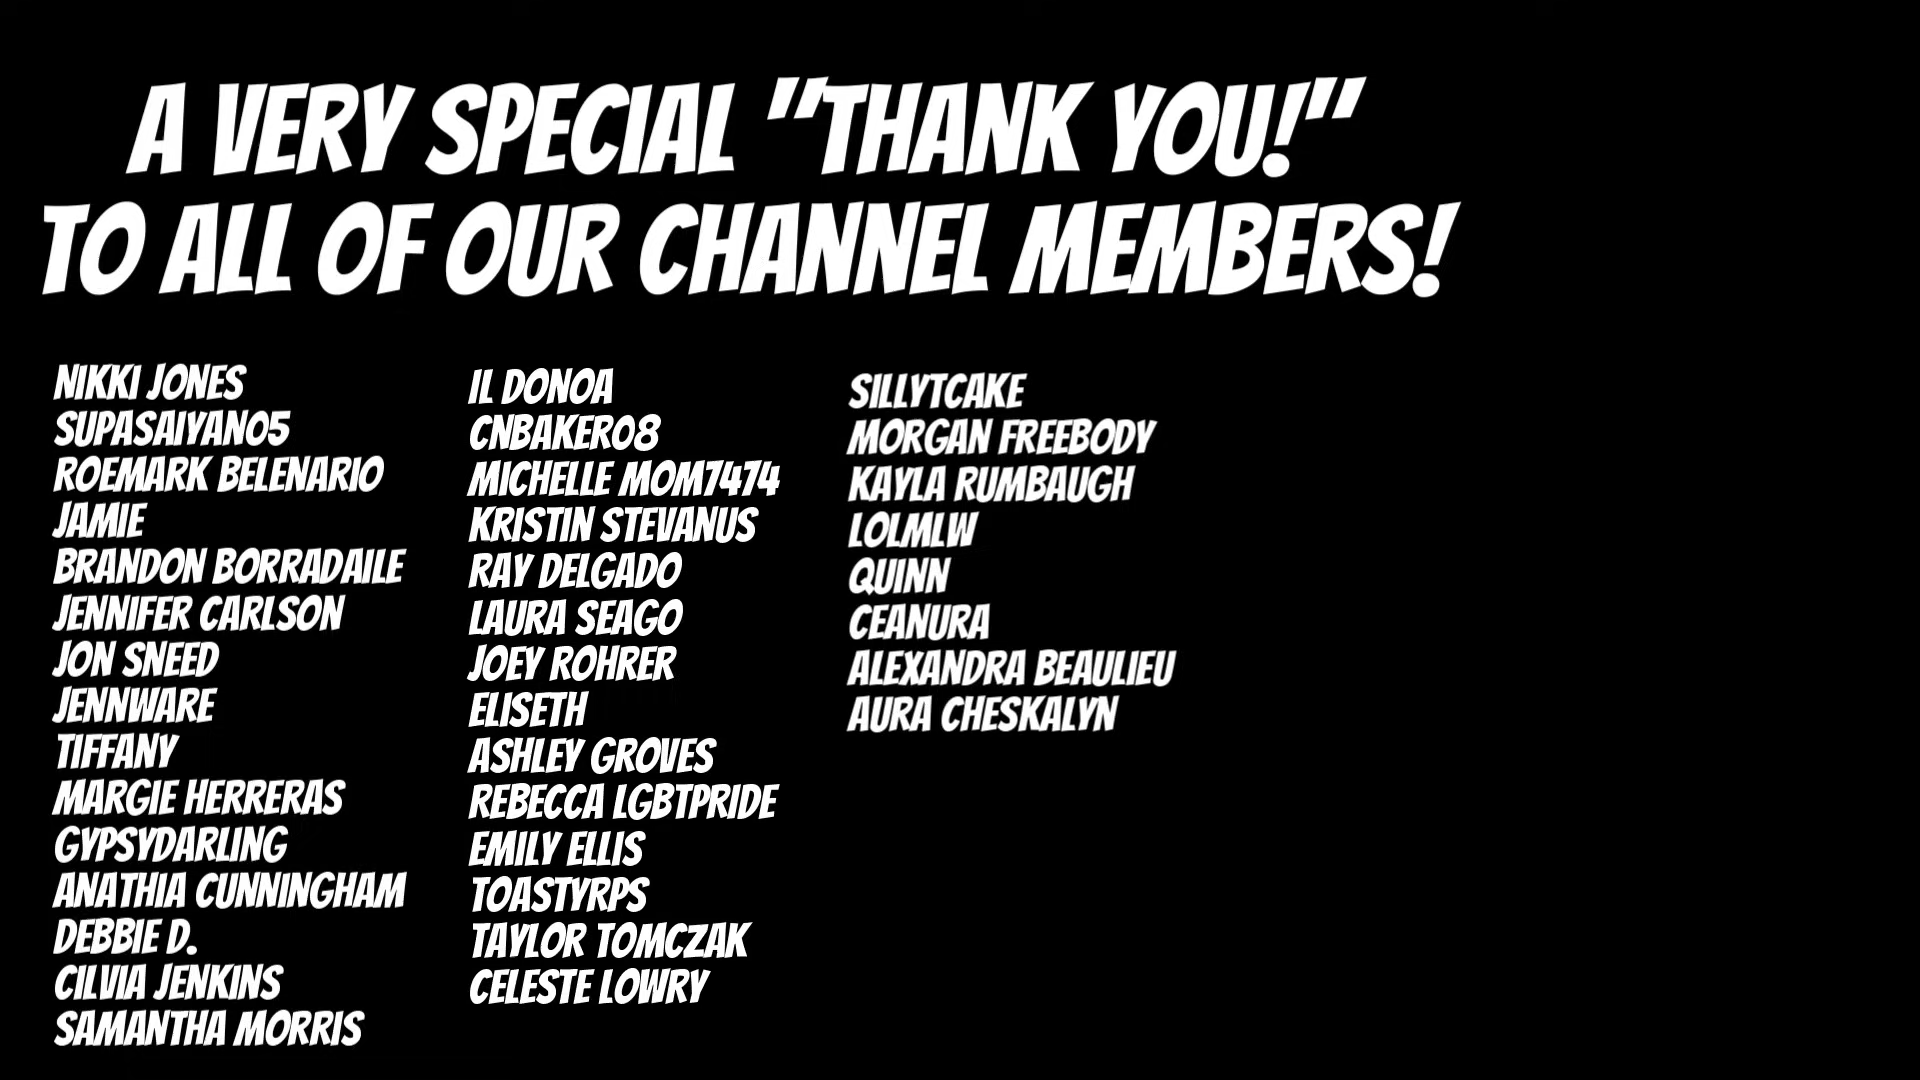 A VERY SPECIAL "THANK YOU!"
TO ALL OF OUR CHANNEL MEMBERS!
NIKKI JONES
SUPASAIYAN05
ROEMARK BELENARIO
JAMIE
BRANDON BORRADAILE
JENNIFER CARLSON
JON SNEED
JENNWARE
TIFFANY
MARGIE HERRERAS
GYPSYDARLING
ANATHIA CUNNINGHAM
DEBBIE D.
CILVIA JENKINS
SAMANTHA MORRIS
IL DONOA
CNBAKER08
MICHELLE MOM7474
KRISTIN STEVANUS
RAY DELGADO
LAURA SEAGO
JOEY ROHRER
ELISETH
ASHLEY GROVES
REBECCA LGBTPRIDE
EMILY ELLIS
TOASTYRPS
TAYLOR TOMCZAK
CELESTE LOWRY
SILLYTCAKE
MORGAN FREEBODY
KAYLA RUMBAUGH
LOLMLW
QUINN
CEANURA
ALEXANDRA BEAULIEU
AURA CHESKALYN